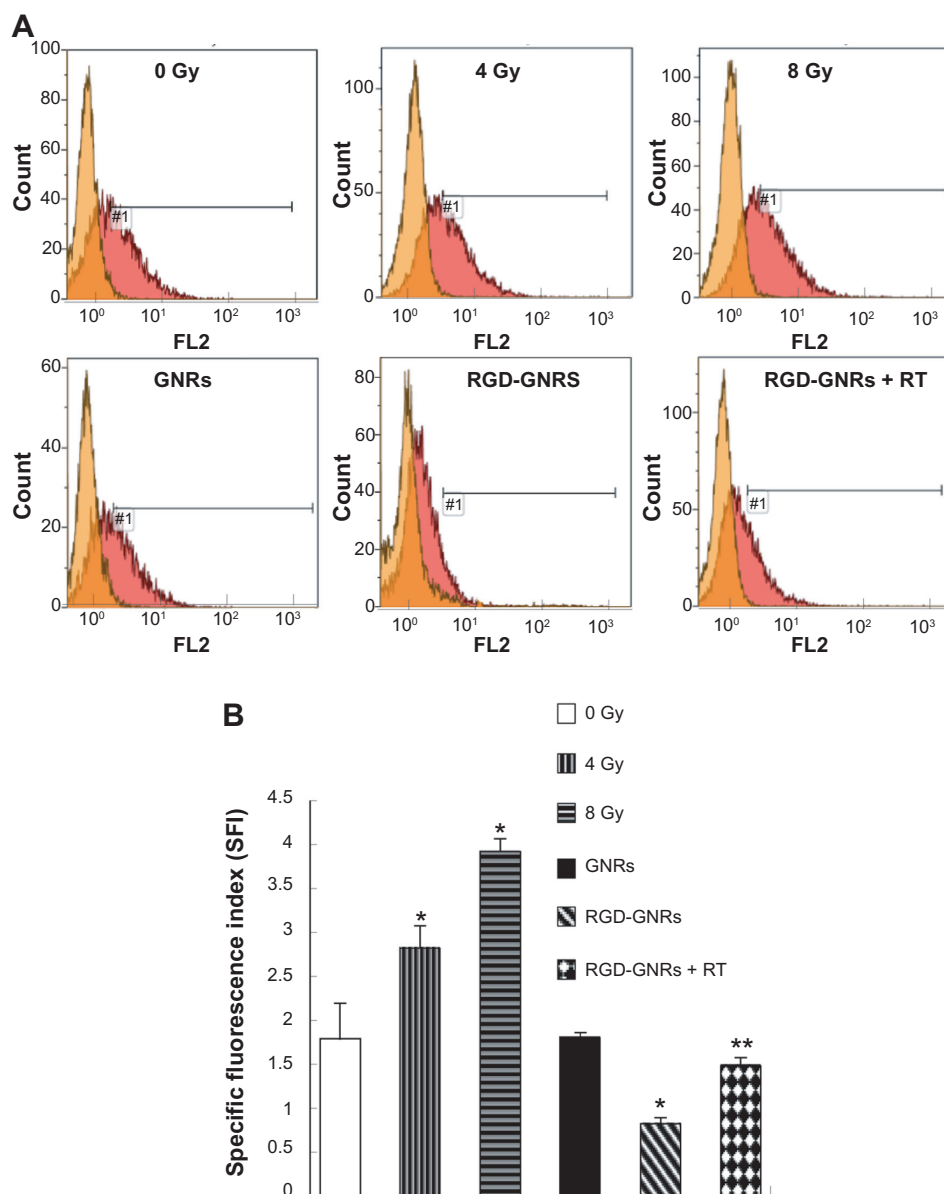 A
0 Gy
4 Gy
8 Gy
Count
100
80
60
40
20
0
#1
10⁰ 10¹ 10² 10³
FL2
Count
100
50
0
#1
10⁰ 10¹ 10² 10³
FL2
Count
100
80
60
40
20
0
#1
10⁰ 10¹ 10² 10³
FL2
GNRs
RGD-GNRS
RGD-GNRs + RT
Count
60
40
20
0
#1
10⁰ 10¹ 10² 10³
FL2
Count
80
60
40
20
0
#1
10⁰ 10¹ 10² 10³
FL2
Count
100
50
0
#1
10⁰ 10¹ 10² 10³
FL2
B
0 Gy
4 Gy
8 Gy
GNRs
RGD-GNRs
RGD-GNRs + RT
Specific fluorescence index (SFI)
4.5
4
3.5
3
2.5
2
1.5
1
0.5
0
*
*
*
**